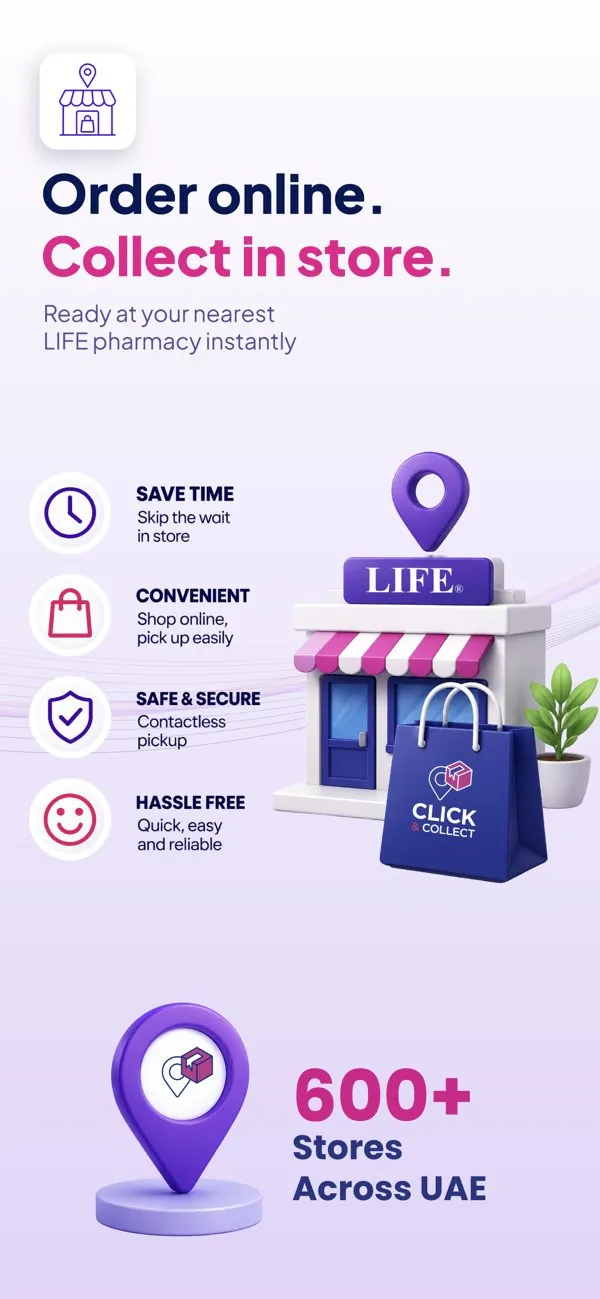 Order online.
Collect in store.
Ready at your nearest
LIFE pharmacy instantly
SAVE TIME
Skip the wait
in store
CONVENIENT
Shop online,
pick up easily
SAFE & SECURE
Contactless
pickup
HASSLE FREE
Quick, easy
and reliable
LIFE®
CLICK
& COLLECT
600+
Stores
Across UAE